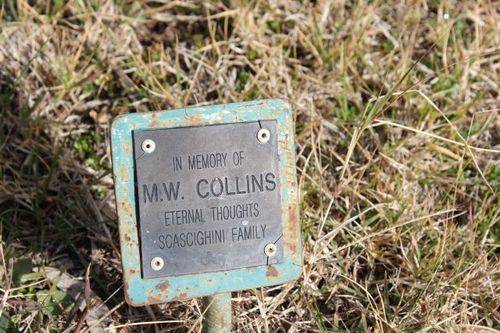 IN MEMORY OF
M.W. COLLINS
ETERNAL THOUGHTS
SCASCIGHINI FAMILY